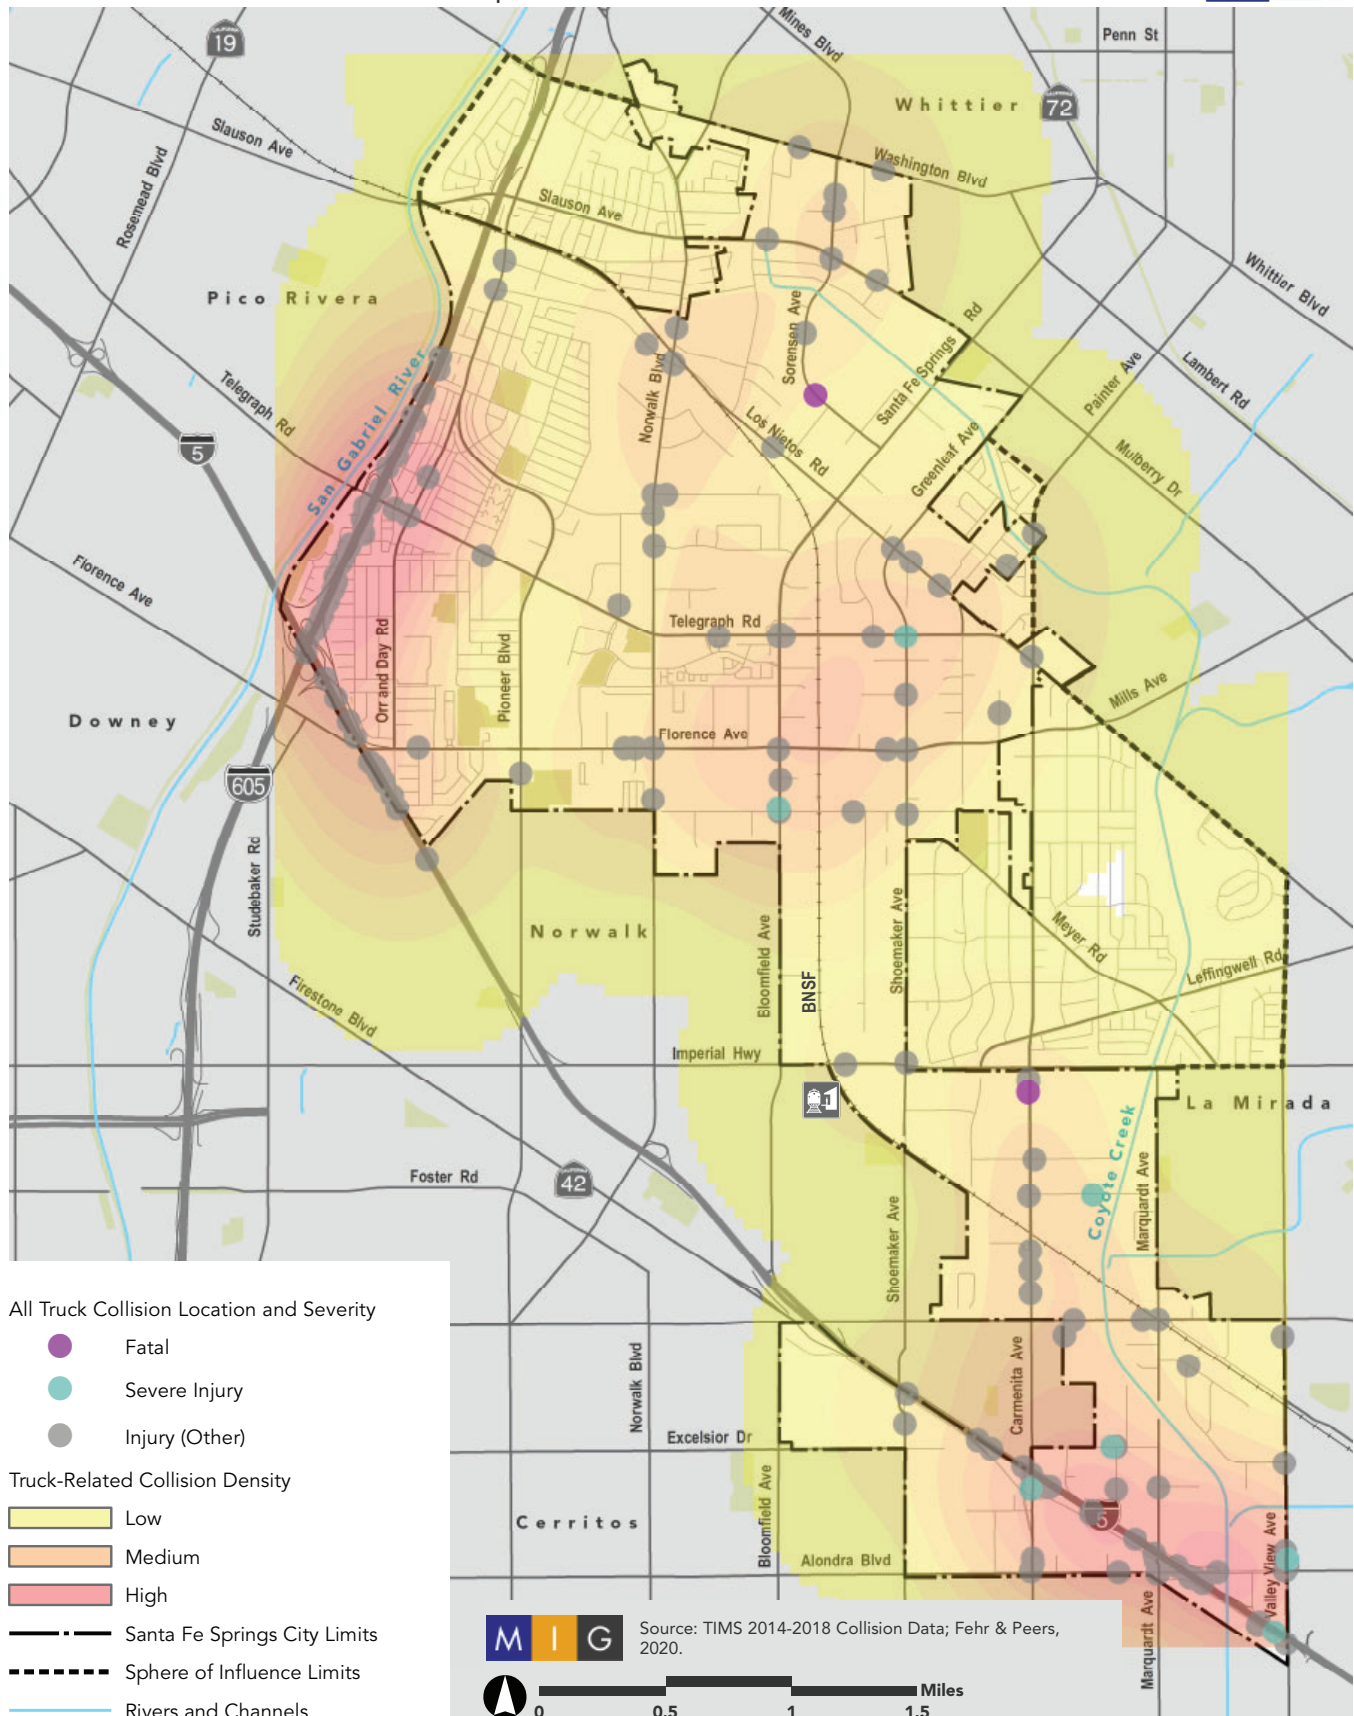 Mines Blvd
Penn St
CALIFORNIA
19
Whittier
CALIFORNIA
72
Slauson Ave
Rosemead Blvd
Washington Blvd
Slauson Ave
Whittier Blvd
Pico Rivera
Sorensen Ave
Santa Fe Springs Rd
Painter Ave
Lambert Rd
Telegraph Rd
San Gabriel River
Norwalk Blvd
Los Nietos Rd
Greenleaf Ave
Mulberry Dr
5
Florence Ave
Telegraph Rd
Orr and Day Rd
Pioneer Blvd
Mills Ave
Downey
Florence Ave
605
Studebaker Rd
Norwalk
Bloomfield Ave
BNSF
Shoemaker Ave
Meyer Rd
Leffingwell Rd
Firestone Blvd
Imperial Hwy
La Mirada
Coyote Creek
Marquardt Ave
Foster Rd
CALIFORNIA
42
Shoemaker Ave
Norwalk Blvd
Carmenita Ave
Excelsior Dr
Bloomfield Ave
Cerritos
5
Valley View Ave
Alondra Blvd
Marquardt Ave
All Truck Collision Location and Severity
Fatal
Severe Injury
Injury (Other)
Truck-Related Collision Density
Low
Medium
High
Santa Fe Springs City Limits
Sphere of Influence Limits
Rivers and Channels
MIG
Source: TIMS 2014-2018 Collision Data; Fehr & Peers,
2020.
Miles
0 0.5 1 1.5